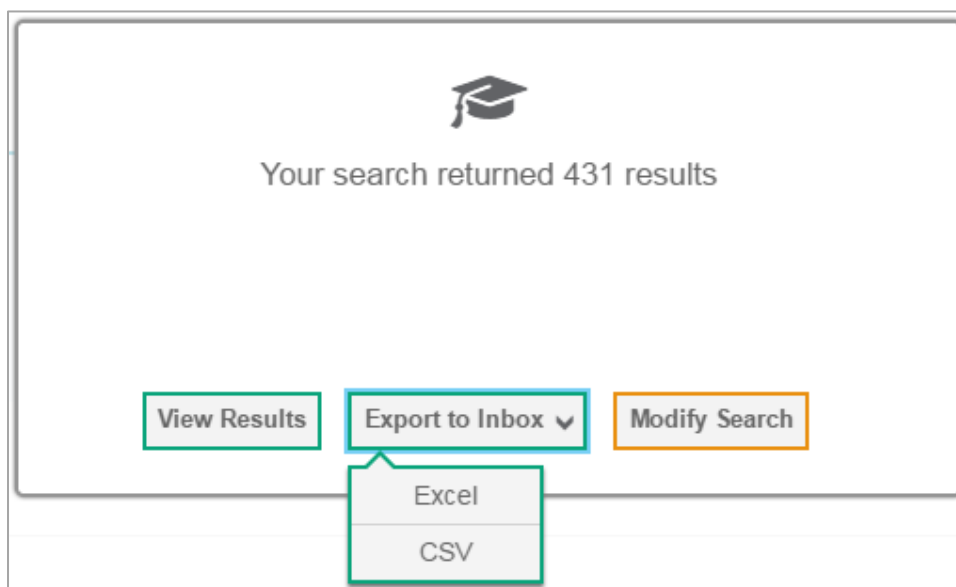 Your search returned 431 results
View Results
Export to Inbox
Modify Search
Excel
CSV